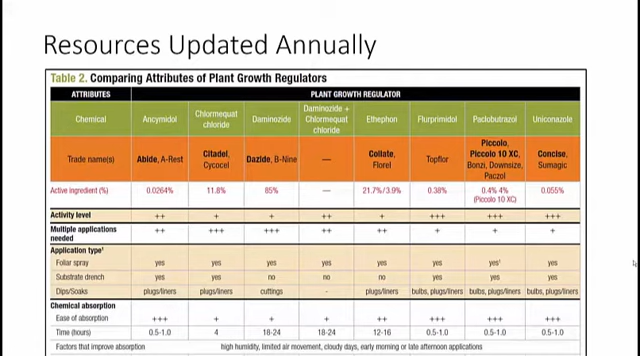 Resources Updated Annually
Table 2. Comparing Attributes of Plant Growth Regulators
ATTRIBUTES PLANT GROWTH REGULATOR
Chemical Ancymidol Chlormequat chloride Daminozide Daminozide + Chlormequat chloride Ethephon Flurprimidol Paclobutrazol Uniconazole
Trade name(s) Abide, A-Rest Citadel, Cycocel Dazide, B-Nine — Collate, Florel Topflor Piccolo, Piccolo 10 XC, Bonzi, Downsize, Paczol Concise, Sumagic
Active ingredient (%) 0.0264% 11.8% 85% — 21.7%/3.9% 0.38% 0.4% 4% (Piccolo 10 XC) 0.055%
Activity level ++ + + ++ + +++ +++ +++
Multiple applications needed ++ +++ +++ ++ ++ + + +
Application type¹
Foliar spray yes yes yes yes yes yes yes¹ yes
Substrate drench yes yes no no no yes yes yes
Dips/Soaks plugs/liners plugs/liners cuttings - plugs/liners bulbs, plugs/liners bulbs, plugs/liners bulbs, plugs/liners
Chemical absorption
Ease of absorption +++ + + + ++ +++ +++ +++
Time (hours) 0.5-1.0 4 18-24 18-24 12-16 0.5-1.0 0.5-1.0 0.5-1.0
Factors that improve absorption high humidity, limited air movement, cloudy days, early morning or late afternoon applications